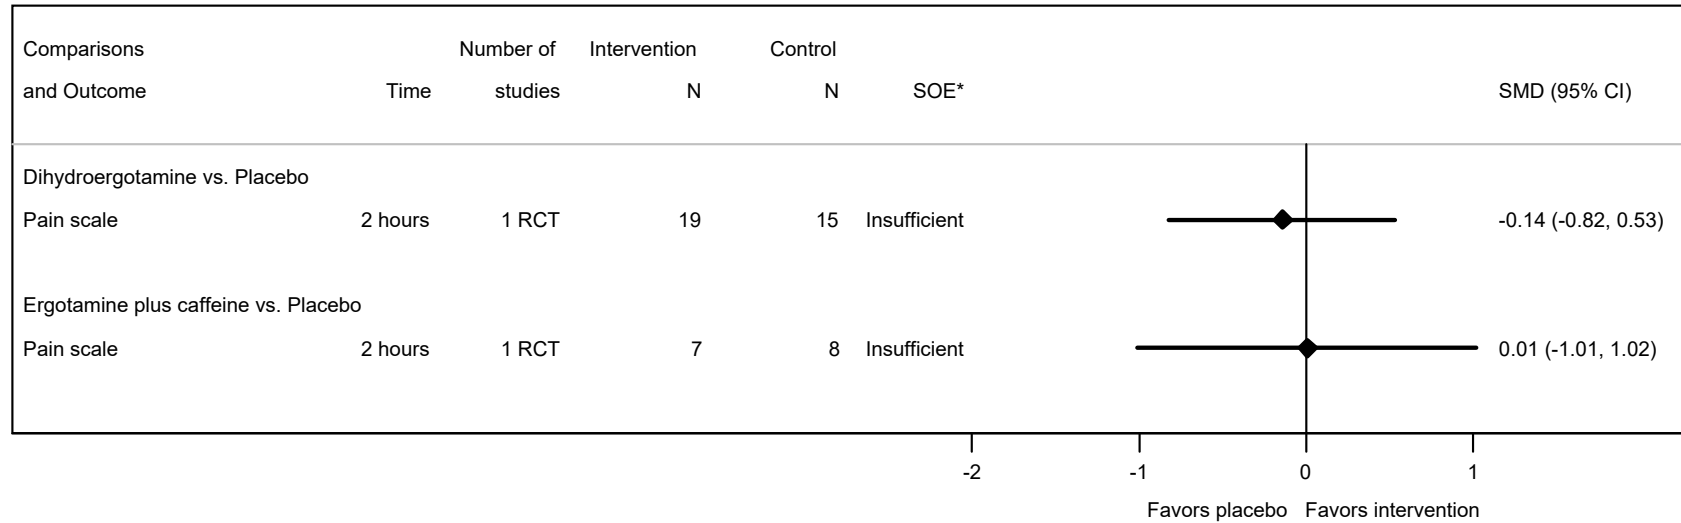 Comparisons Number of Intervention Control
and Outcome Time studies N N SOE* SMD (95% CI)
Dihydroergotamine vs. Placebo
Pain scale 2 hours 1 RCT 19 15 Insufficient -0.14 (-0.82, 0.53)
Ergotamine plus caffeine vs. Placebo
Pain scale 2 hours 1 RCT 7 8 Insufficient 0.01 (-1.01, 1.02)
-2 -1 0 1
Favors placebo Favors intervention